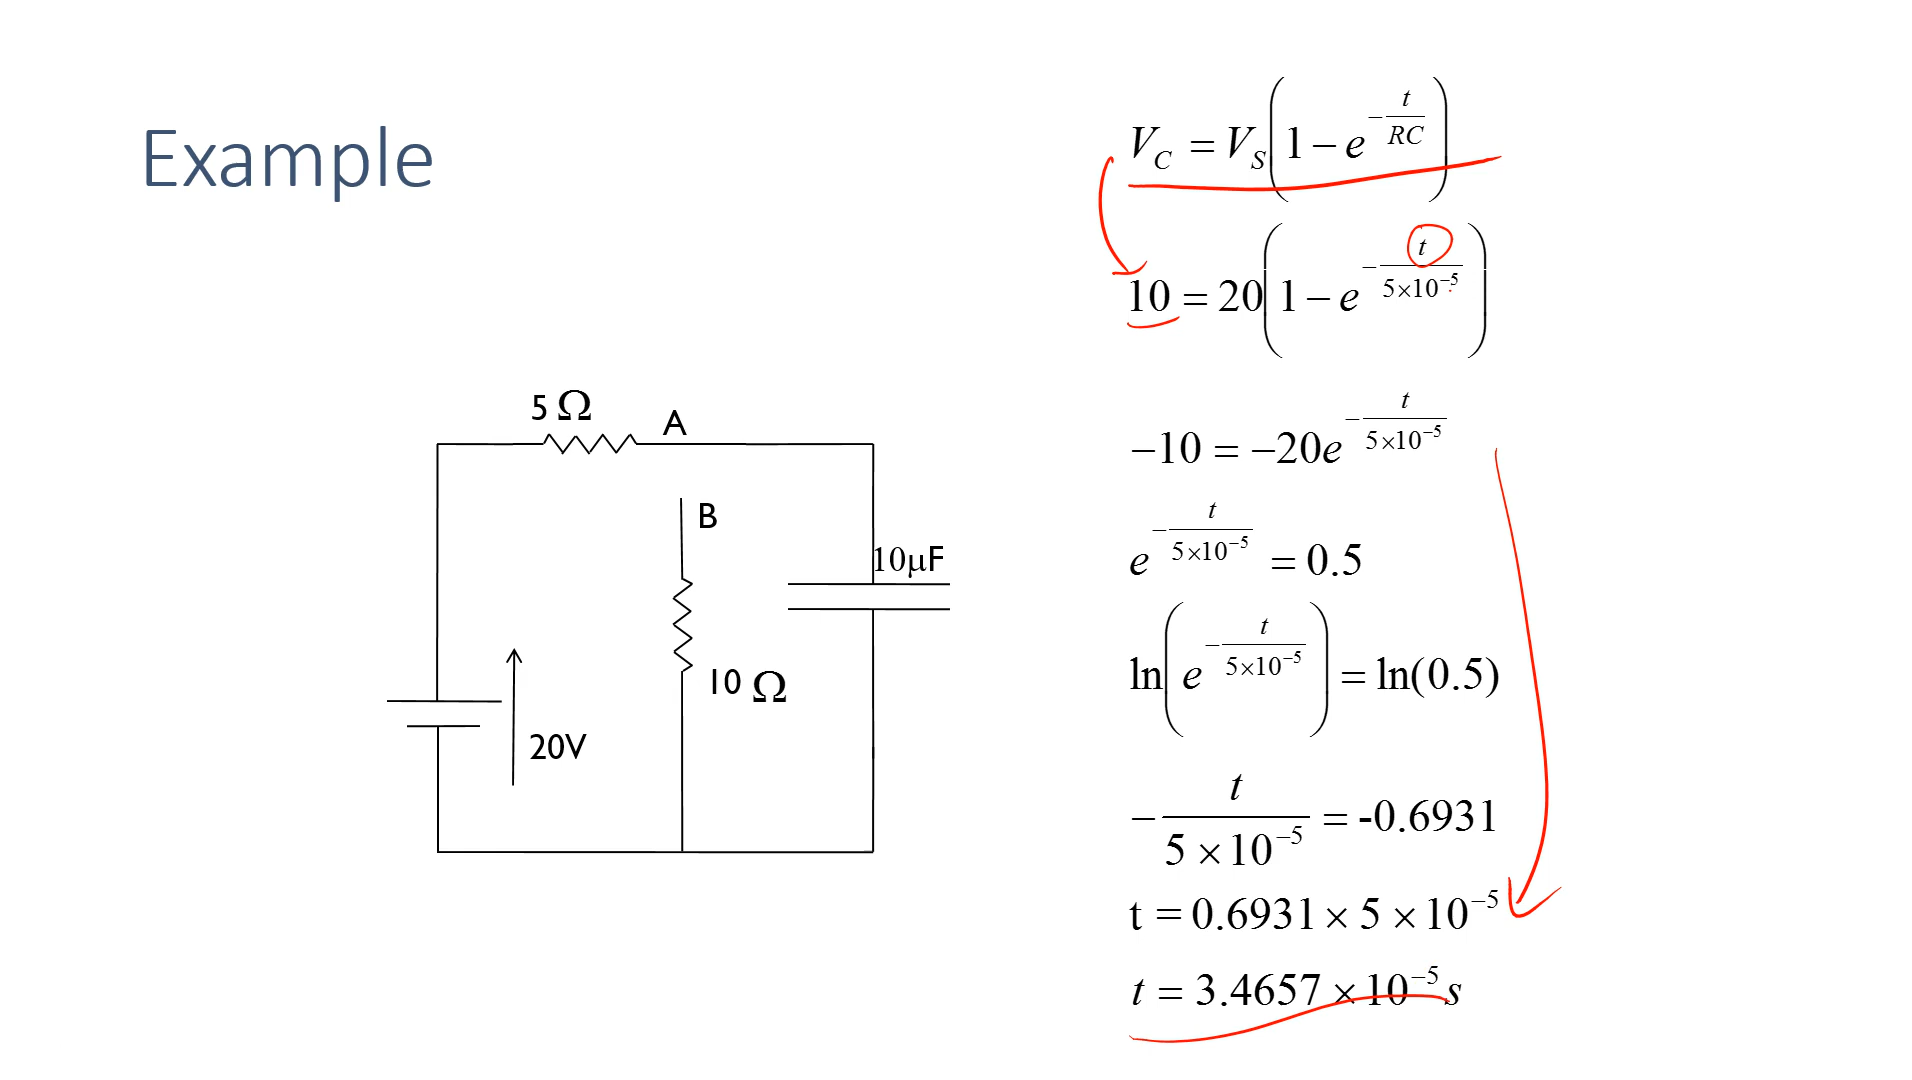 Example
V_C = V_S(1 − e^{−t/RC})
10 = 20(1 − e^{−t/5×10^{−5}})
−10 = −20e^{−t/5×10^{−5}}
e^{−t/5×10^{−5}} = 0.5
ln(e^{−t/5×10^{−5}}) = ln(0.5)
−t/5×10^{−5} = -0.6931
t = 0.6931 × 5 × 10^{−5}
t = 3.4657 × 10^{−5} s
5 Ω
A
B
10μF
10 Ω
20V